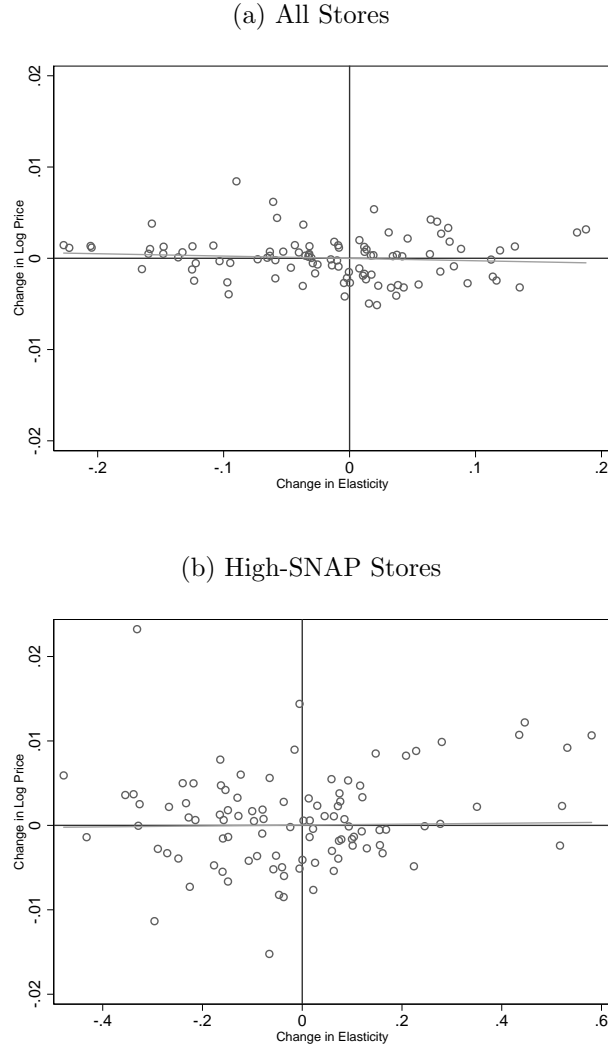 (a) All Stores
.02
.01
0
-.01
-.02
Change in Log Price
-.2 -.1 0 .1 .2
Change in Elasticity
(b) High-SNAP Stores
.02
.01
0
-.01
-.02
Change in Log Price
-.4 -.2 0 .2 .4 .6
Change in Elasticity